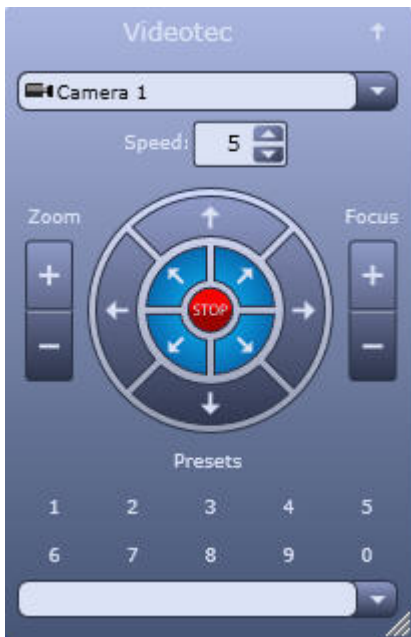 Videotec
Camera 1
Speed: 5
Zoom Focus
+ +
STOP
− −
Presets
1 2 3 4 5
6 7 8 9 0